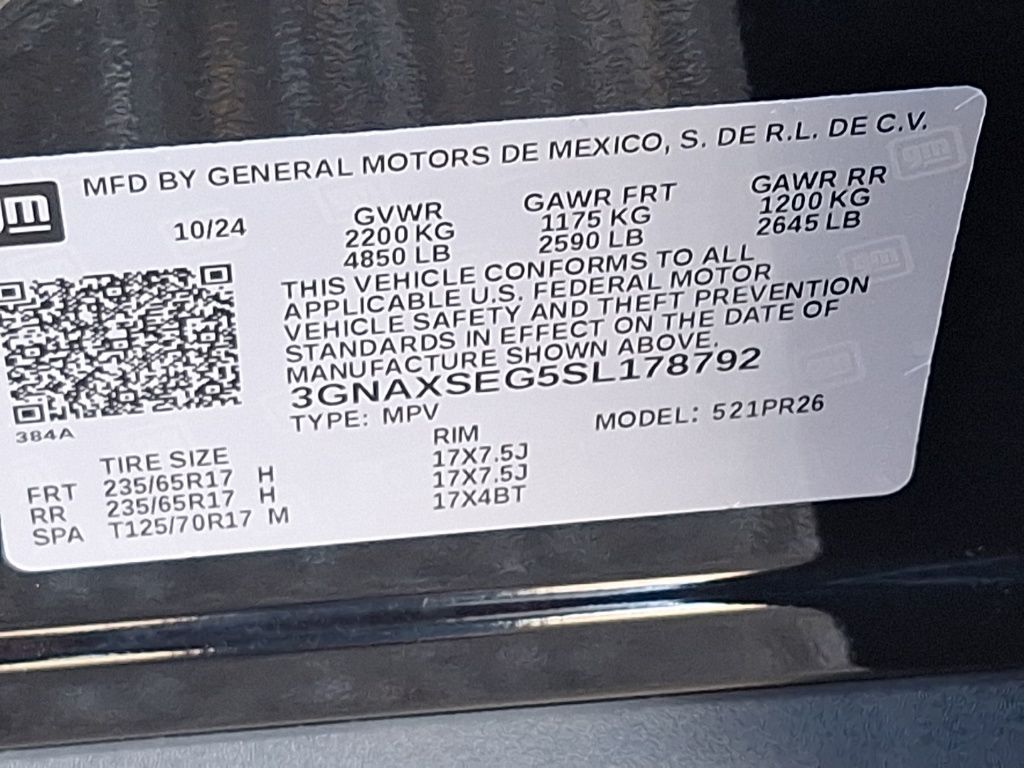 gm
MFD BY GENERAL MOTORS DE MEXICO, S. DE R.L. DE C.V.
10/24 GVWR GAWR FRT GAWR RR
2200 KG 1175 KG 1200 KG
4850 LB 2590 LB 2645 LB
THIS VEHICLE CONFORMS TO ALL
APPLICABLE U.S. FEDERAL MOTOR
VEHICLE SAFETY AND THEFT PREVENTION
STANDARDS IN EFFECT ON THE DATE OF
MANUFACTURE SHOWN ABOVE.
3GNAXSEG5SL178792
TYPE: MPV MODEL: 521PR26
384A
TIRE SIZE RIM
FRT 235/65R17 H 17X7.5J
RR 235/65R17 H 17X7.5J
SPA T125/70R17 M 17X4BT